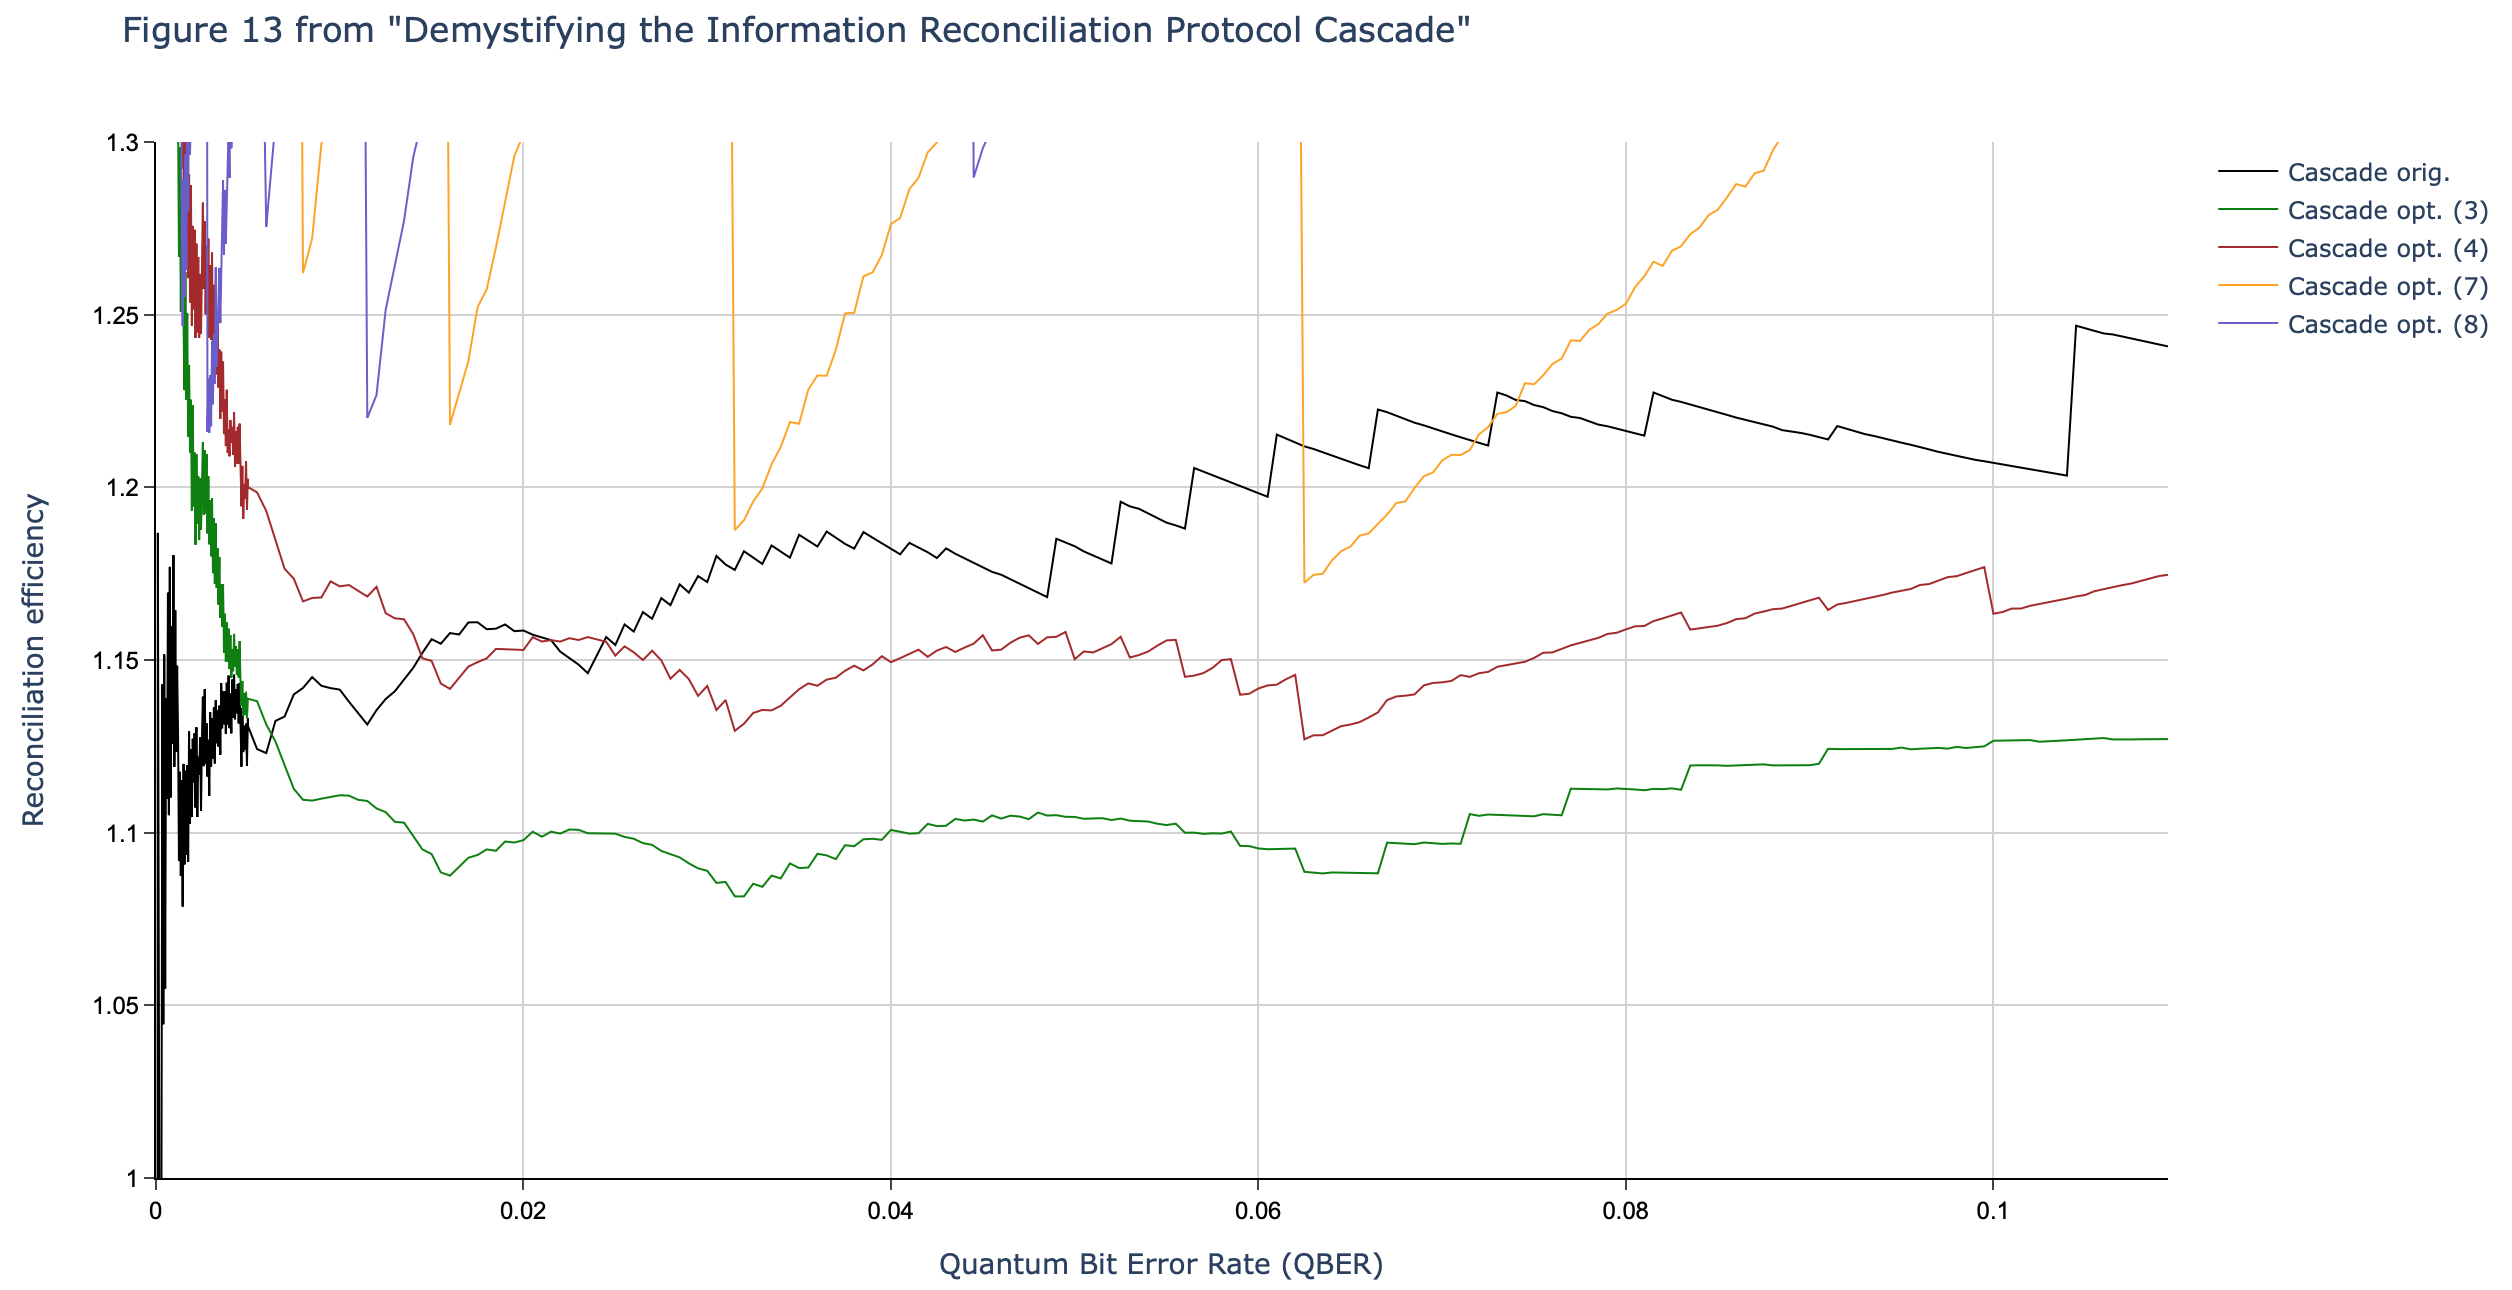 Figure 13 from "Demystifying the Information Reconciliation Protocol Cascade"
1.3
1.25
1.2
1.15
1.1
1.05
1
Reconciliation efficiency
0 0.02 0.04 0.06 0.08 0.1
Quantum Bit Error Rate (QBER)
Cascade orig.
Cascade opt. (3)
Cascade opt. (4)
Cascade opt. (7)
Cascade opt. (8)